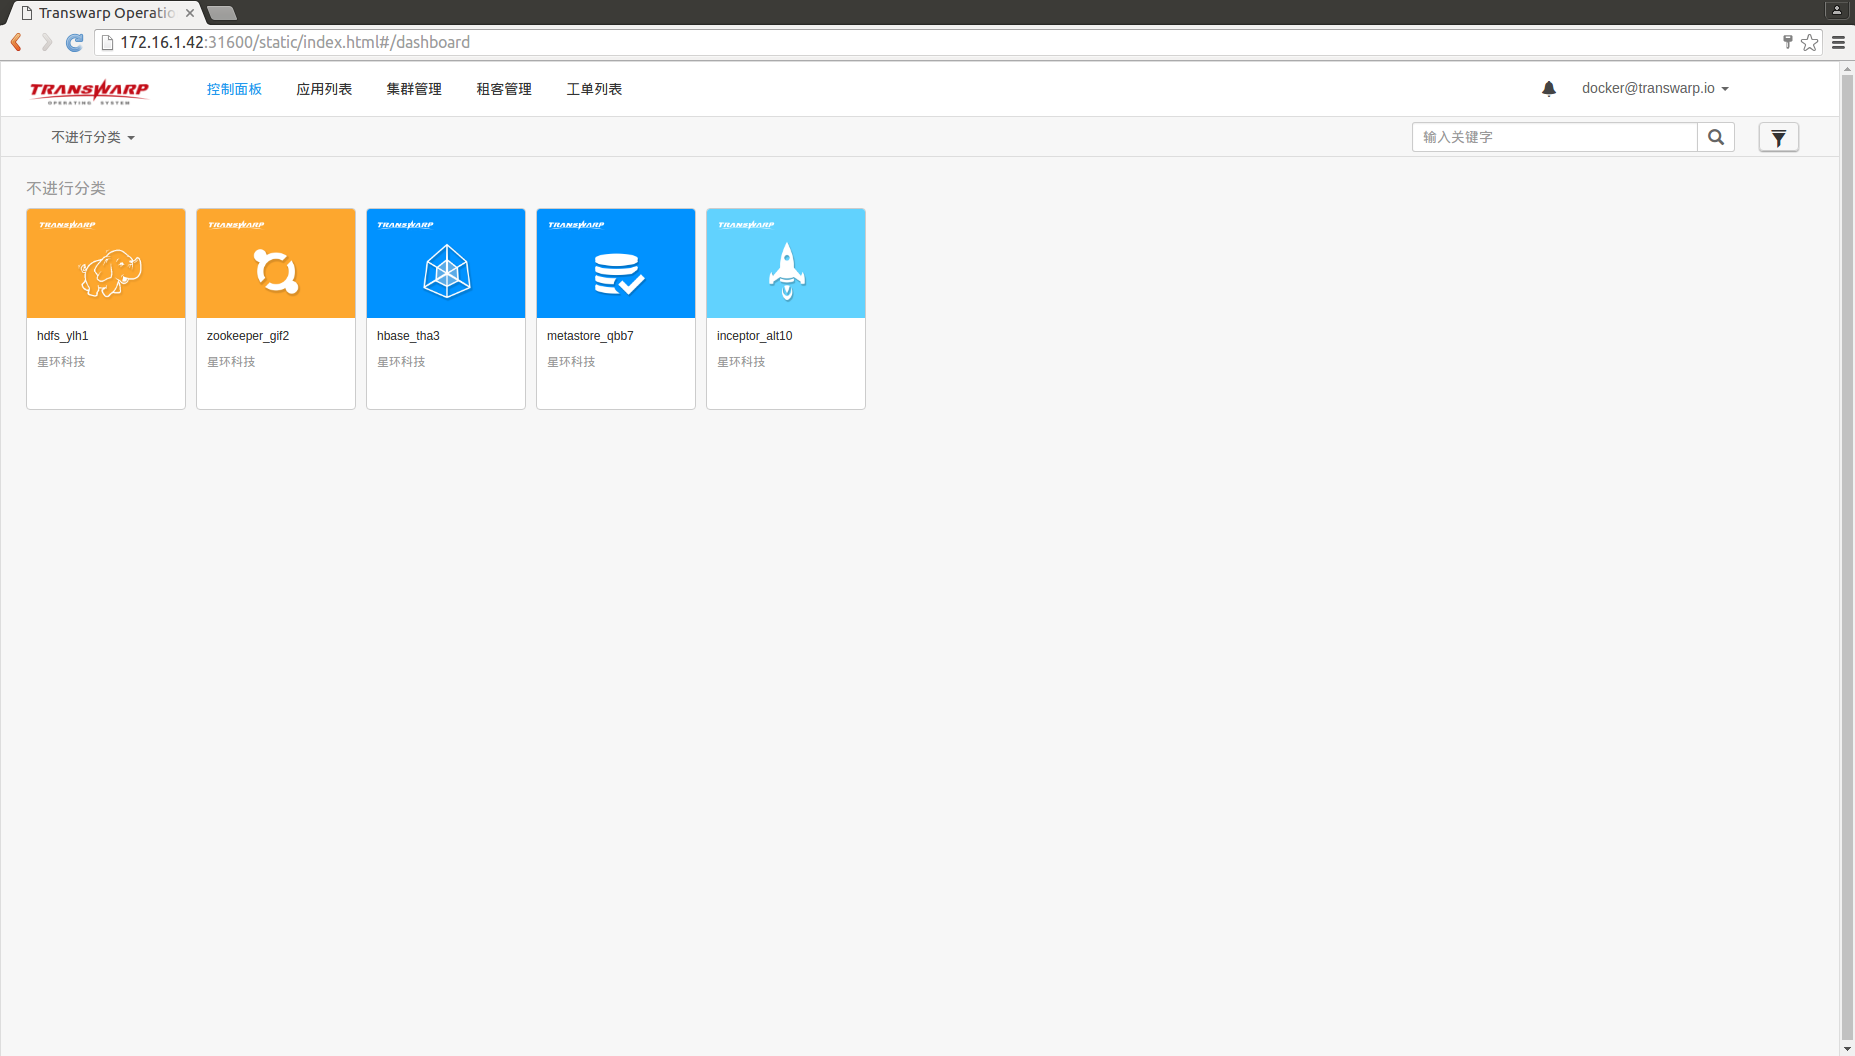 Transwarp Operatio
172.16.1.42:31600/static/index.html#/dashboard
TRANSWARP
OPERATING SYSTEM
控制面板 应用列表 集群管理 租客管理 工单列表 docker@transwarp.io
不进行分类 输入关键字
不进行分类
TRANSWARP TRANSWARP TRANSWARP TRANSWARP TRANSWARP
hdfs_ylh1 zookeeper_gif2 hbase_tha3 metastore_qbb7 inceptor_alt10
星环科技 星环科技 星环科技 星环科技 星环科技